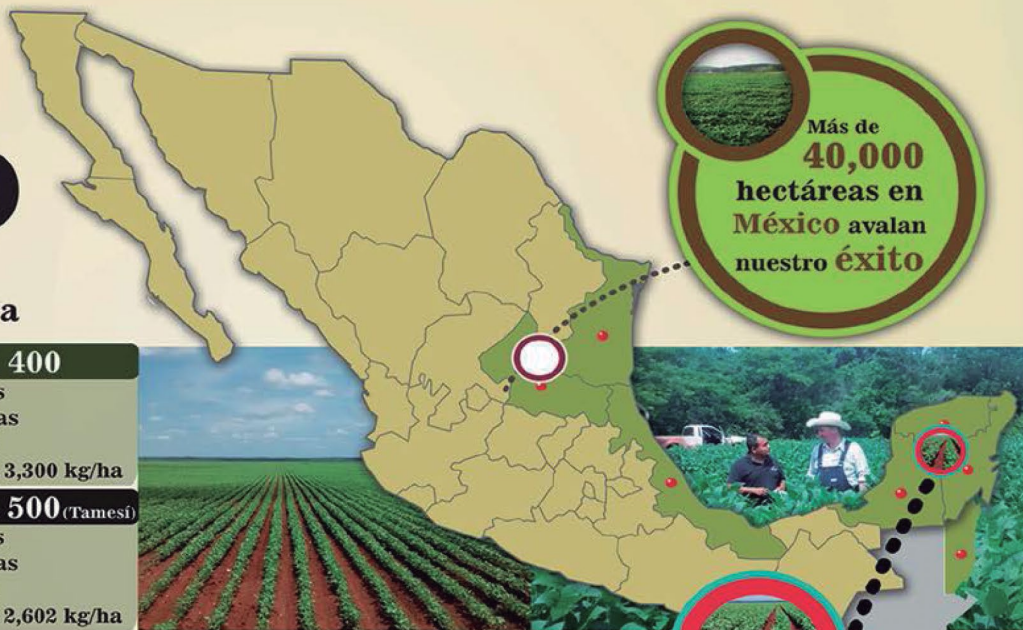 Más de
40,000
hectáreas en
México avalan
nuestro éxito
a
400
s
as
3,300 kg/ha
500 (Tamesí)
s
as
2,602 kg/ha